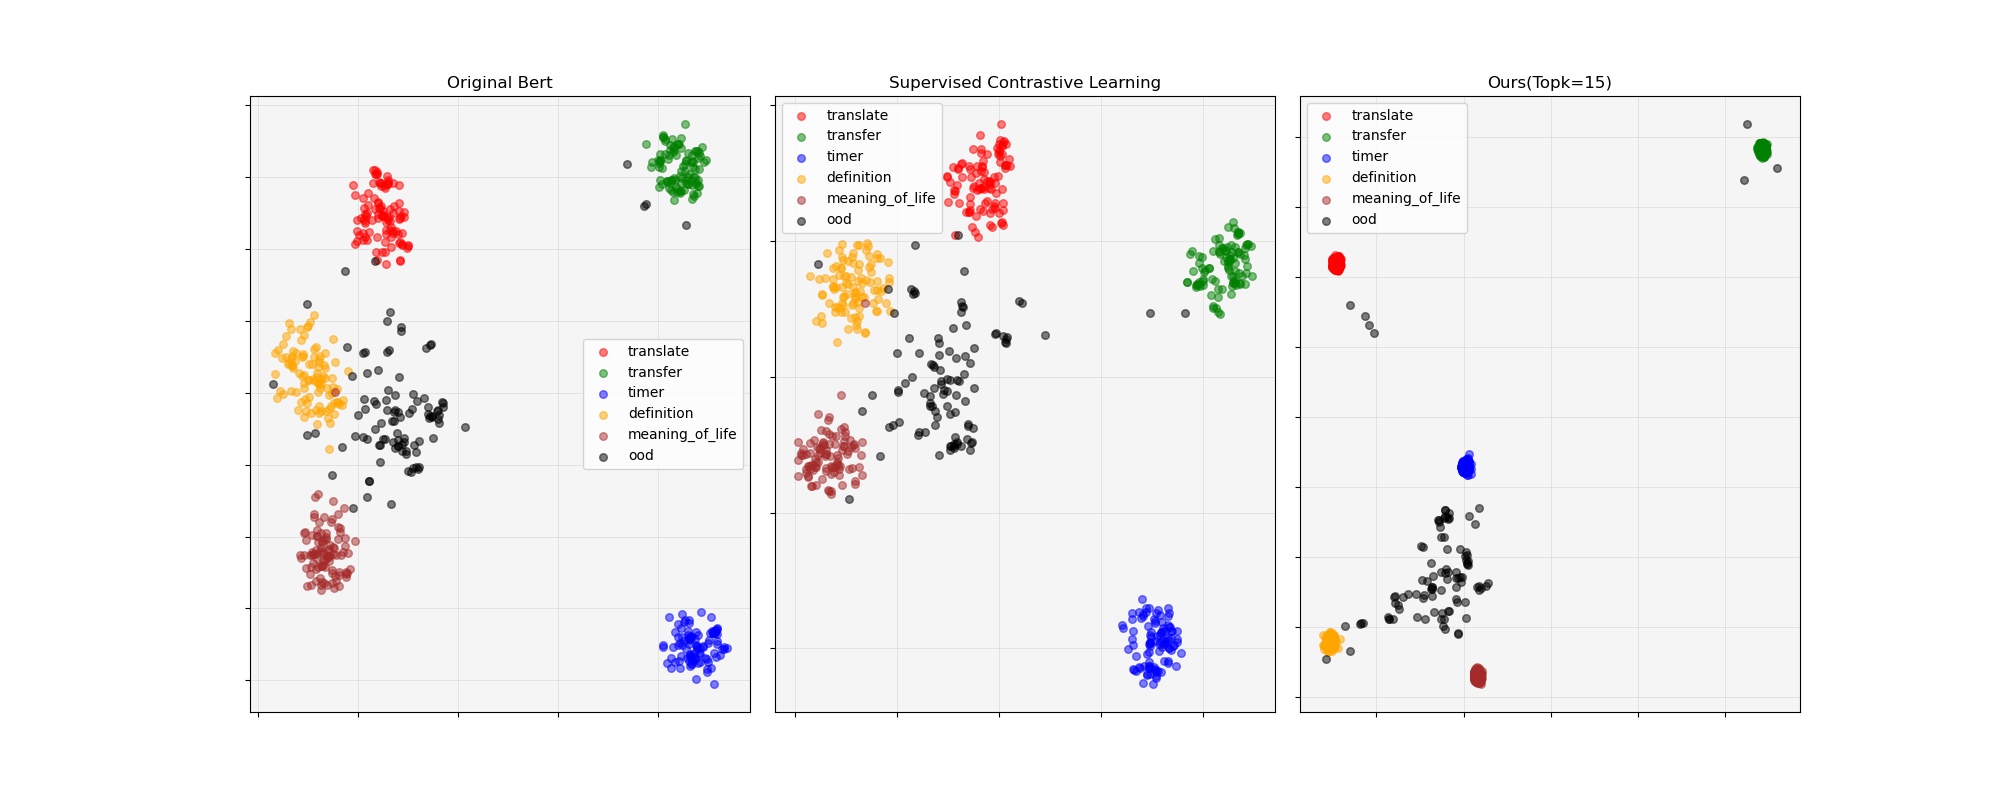 Original Bert
translate
transfer
timer
definition
meaning_of_life
ood
Supervised Contrastive Learning
translate
transfer
timer
definition
meaning_of_life
ood
Ours(Topk=15)
translate
transfer
timer
definition
meaning_of_life
ood